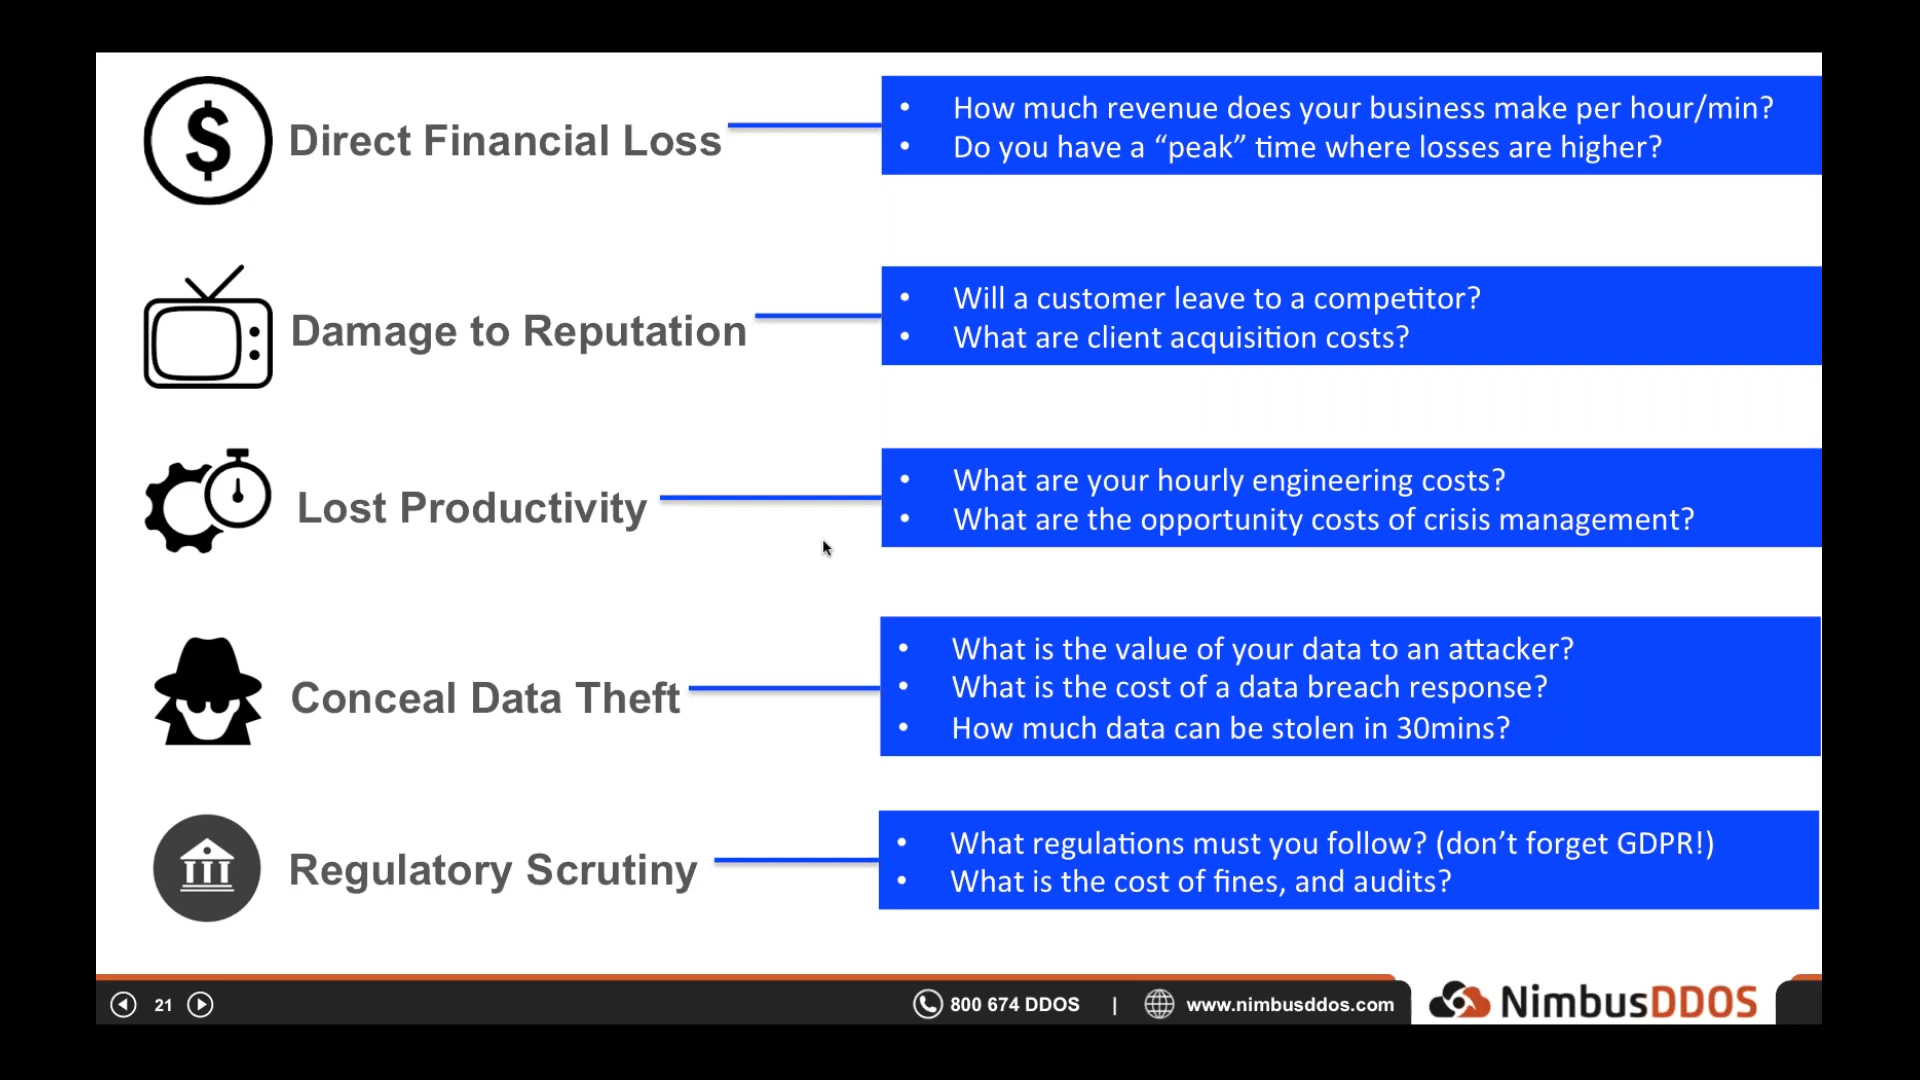 $
Direct Financial Loss
• How much revenue does your business make per hour/min?
• Do you have a “peak” time where losses are higher?
Damage to Reputation
• Will a customer leave to a competitor?
• What are client acquisition costs?
Lost Productivity
• What are your hourly engineering costs?
• What are the opportunity costs of crisis management?
Conceal Data Theft
• What is the value of your data to an attacker?
• What is the cost of a data breach response?
• How much data can be stolen in 30mins?
Regulatory Scrutiny
• What regulations must you follow? (don’t forget GDPR!)
• What is the cost of fines, and audits?
21
800 674 DDOS | www.nimbusddos.com
NimbusDDOS